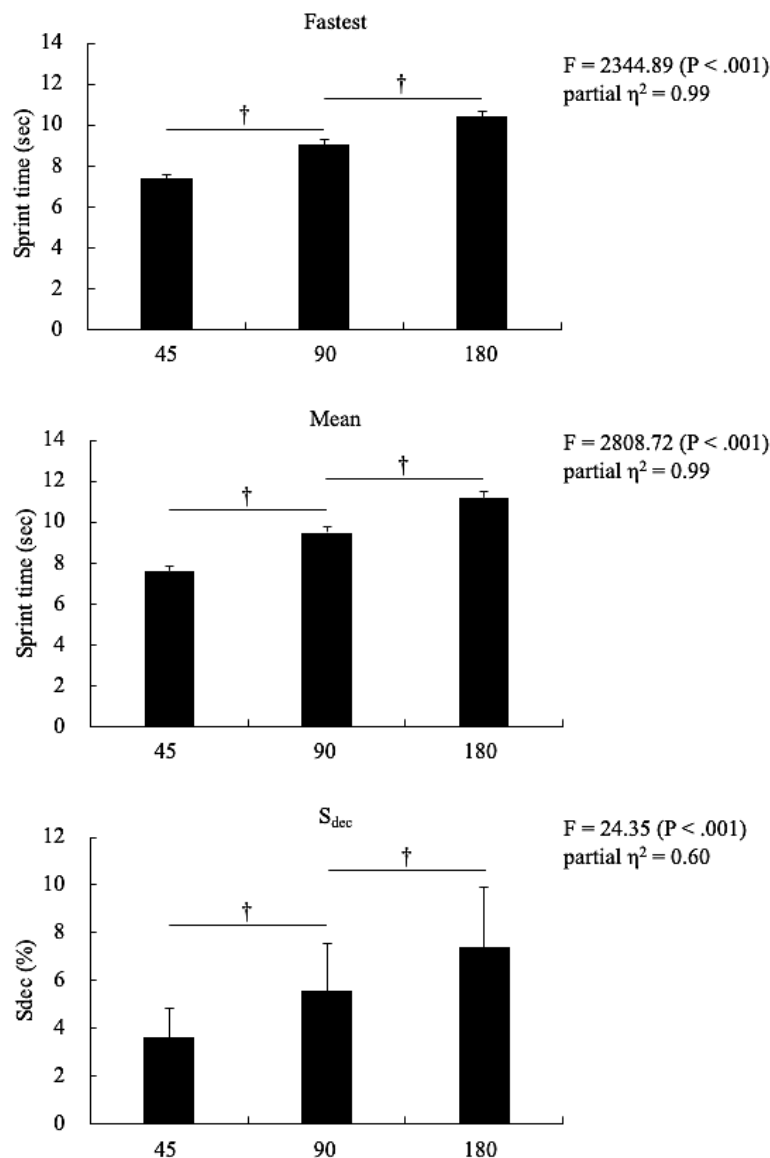 Fastest
F = 2344.89 (P < .001)
partial η² = 0.99
Sprint time (sec)
14
12
10
8
6
4
2
0
†
†
45 90 180
Mean
F = 2808.72 (P < .001)
partial η² = 0.99
Sprint time (sec)
14
12
10
8
6
4
2
0
†
†
45 90 180
S_dec
F = 24.35 (P < .001)
partial η² = 0.60
Sdec (%)
12
10
8
6
4
2
0
†
†
45 90 180